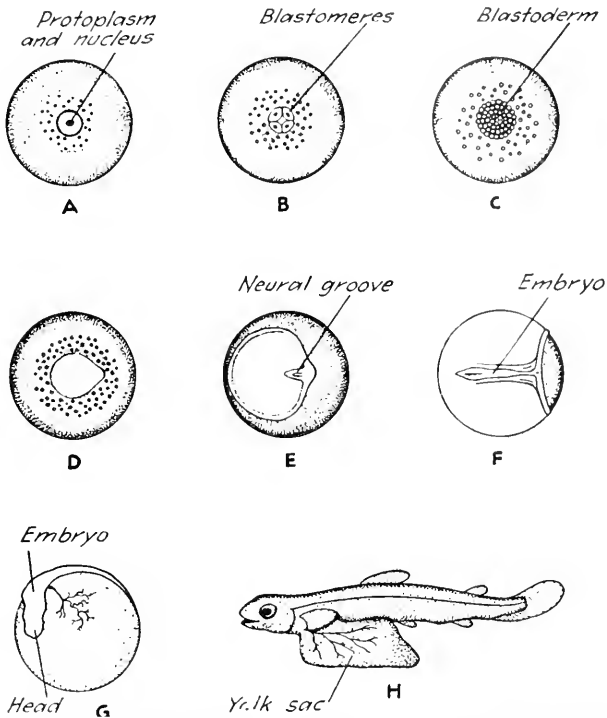 Protoplasm
and nucleus
Blastomeres
Blastoderm
A
B
C
Neural groove
Embryo
D
E
F
Embryo
Head
G
Yr.lk sac
H